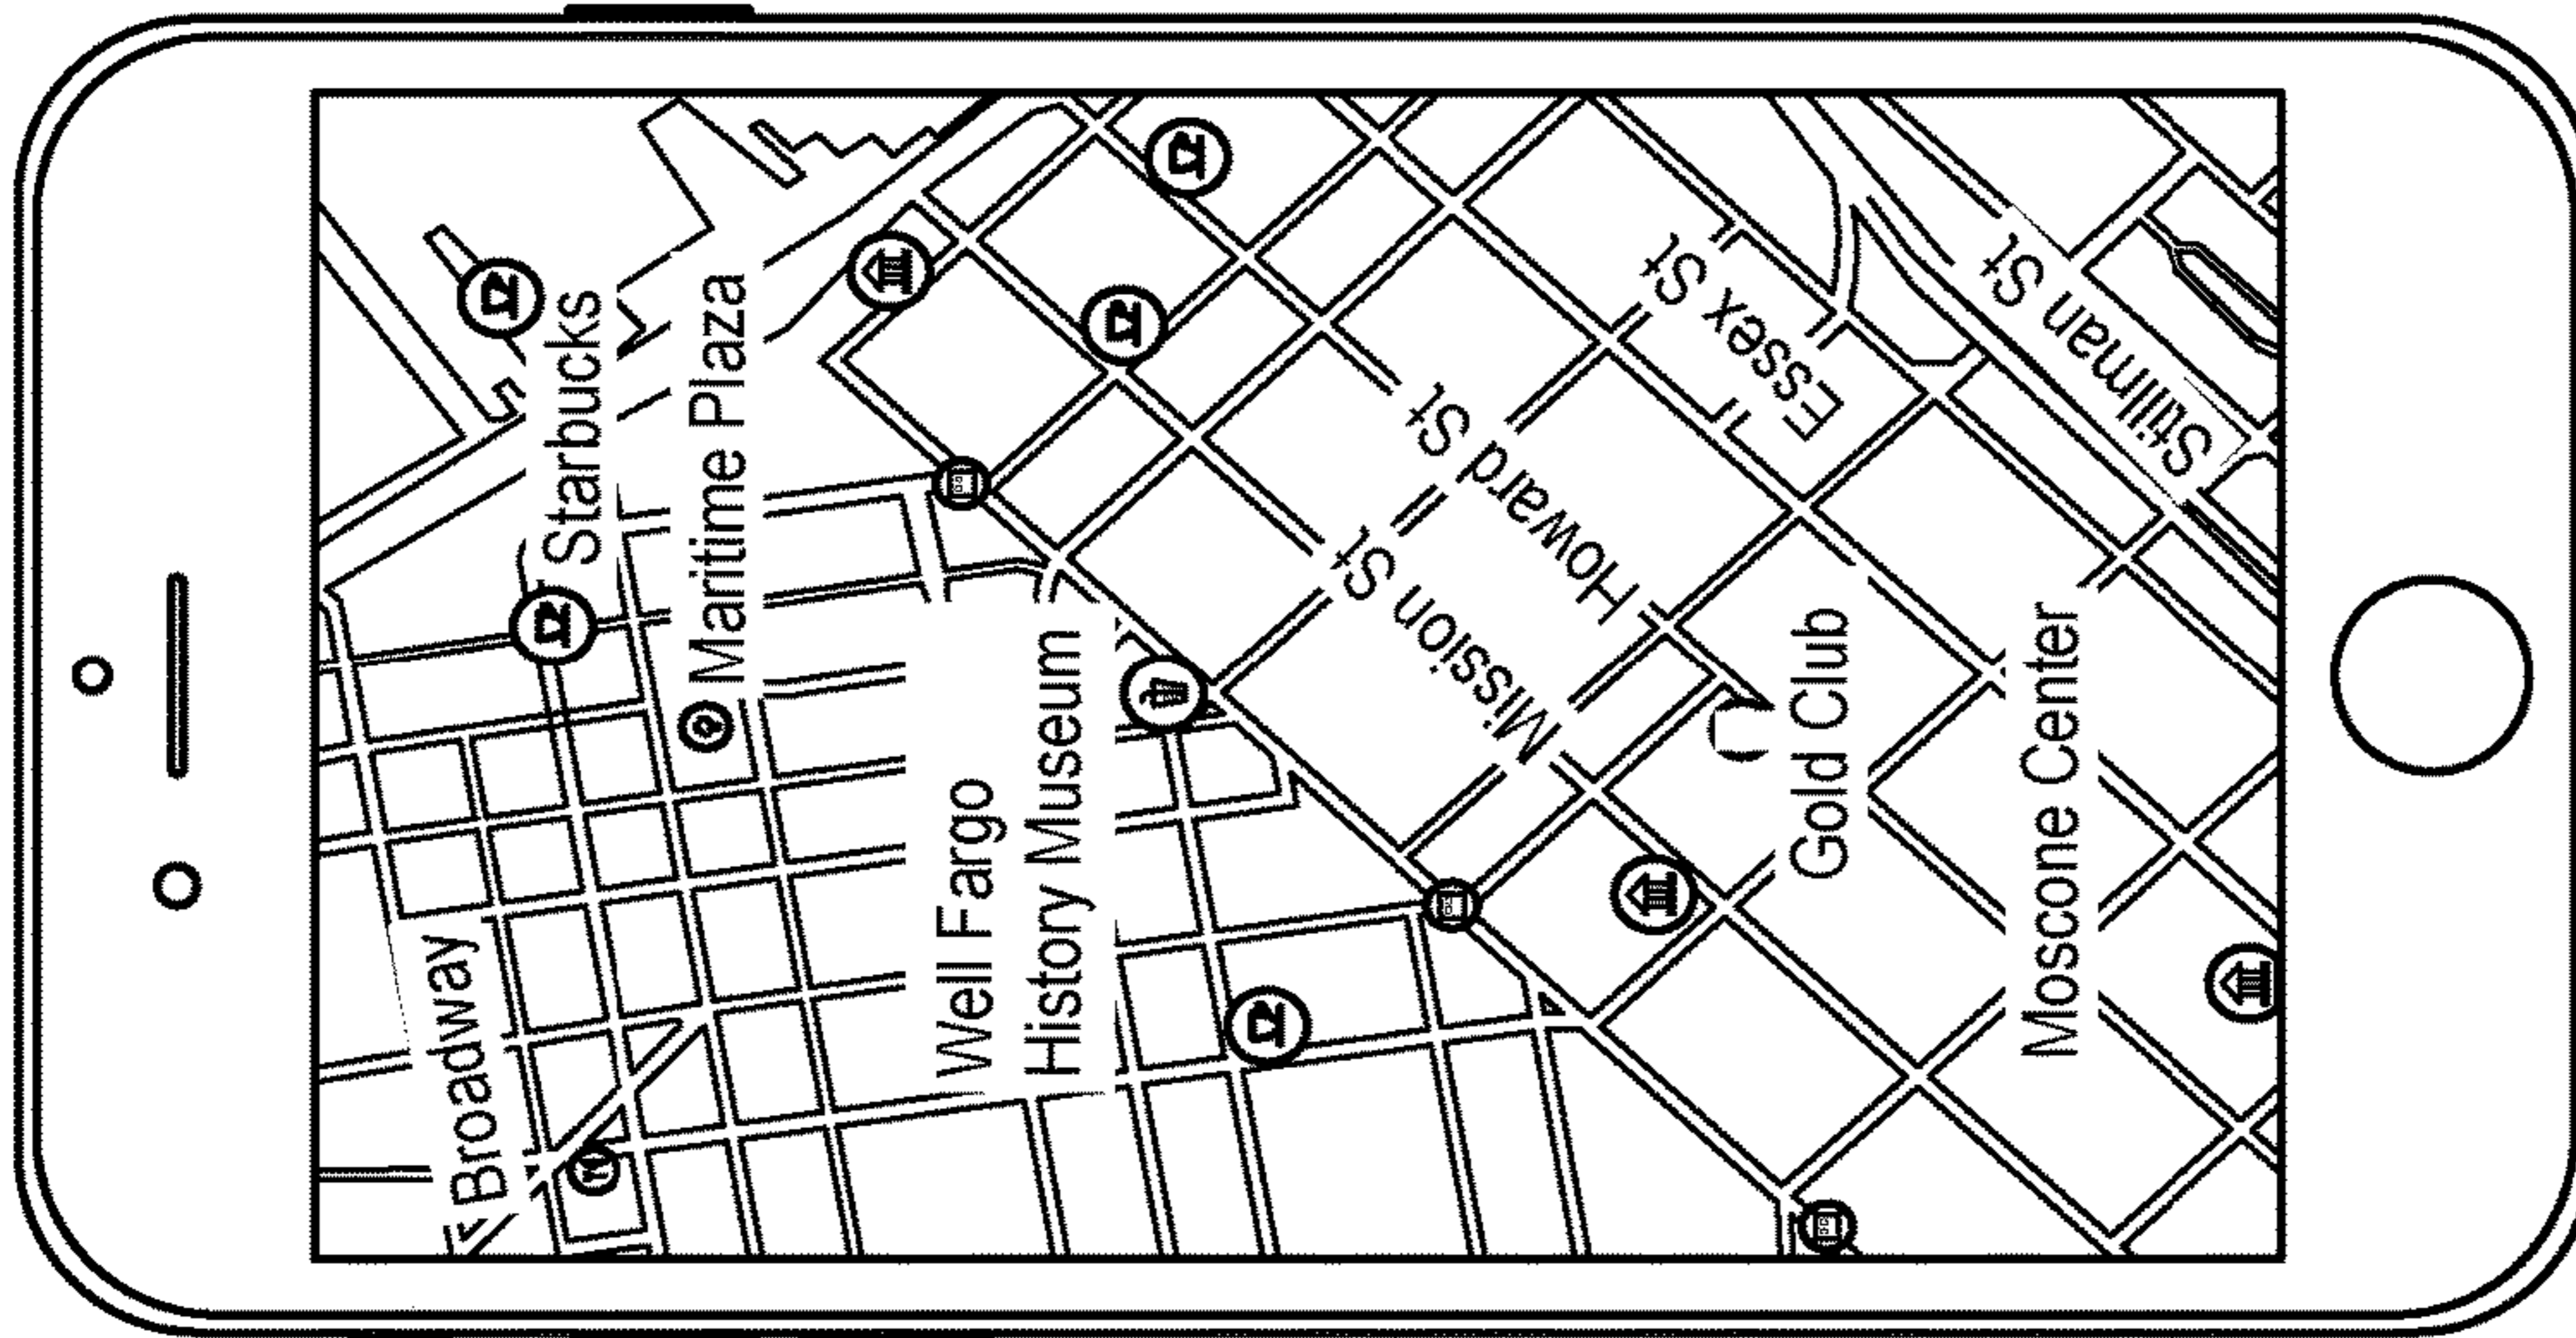 Starbucks
Maritime Plaza
Broadway
Well Fargo
History Museum
Mission St
Howard St
Essex St
Stillman St
Gold Club
Moscone Center
M